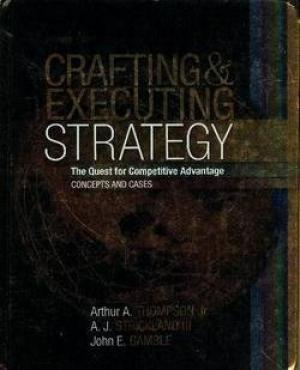 CRAFTING &
EXECUTING
STRATEGY
The Quest for Competitive Advantage
CONCEPTS AND CASES
Arthur A. THOMPSON Jr.
A. J. STRICKLAND III
John E. GAMBLE